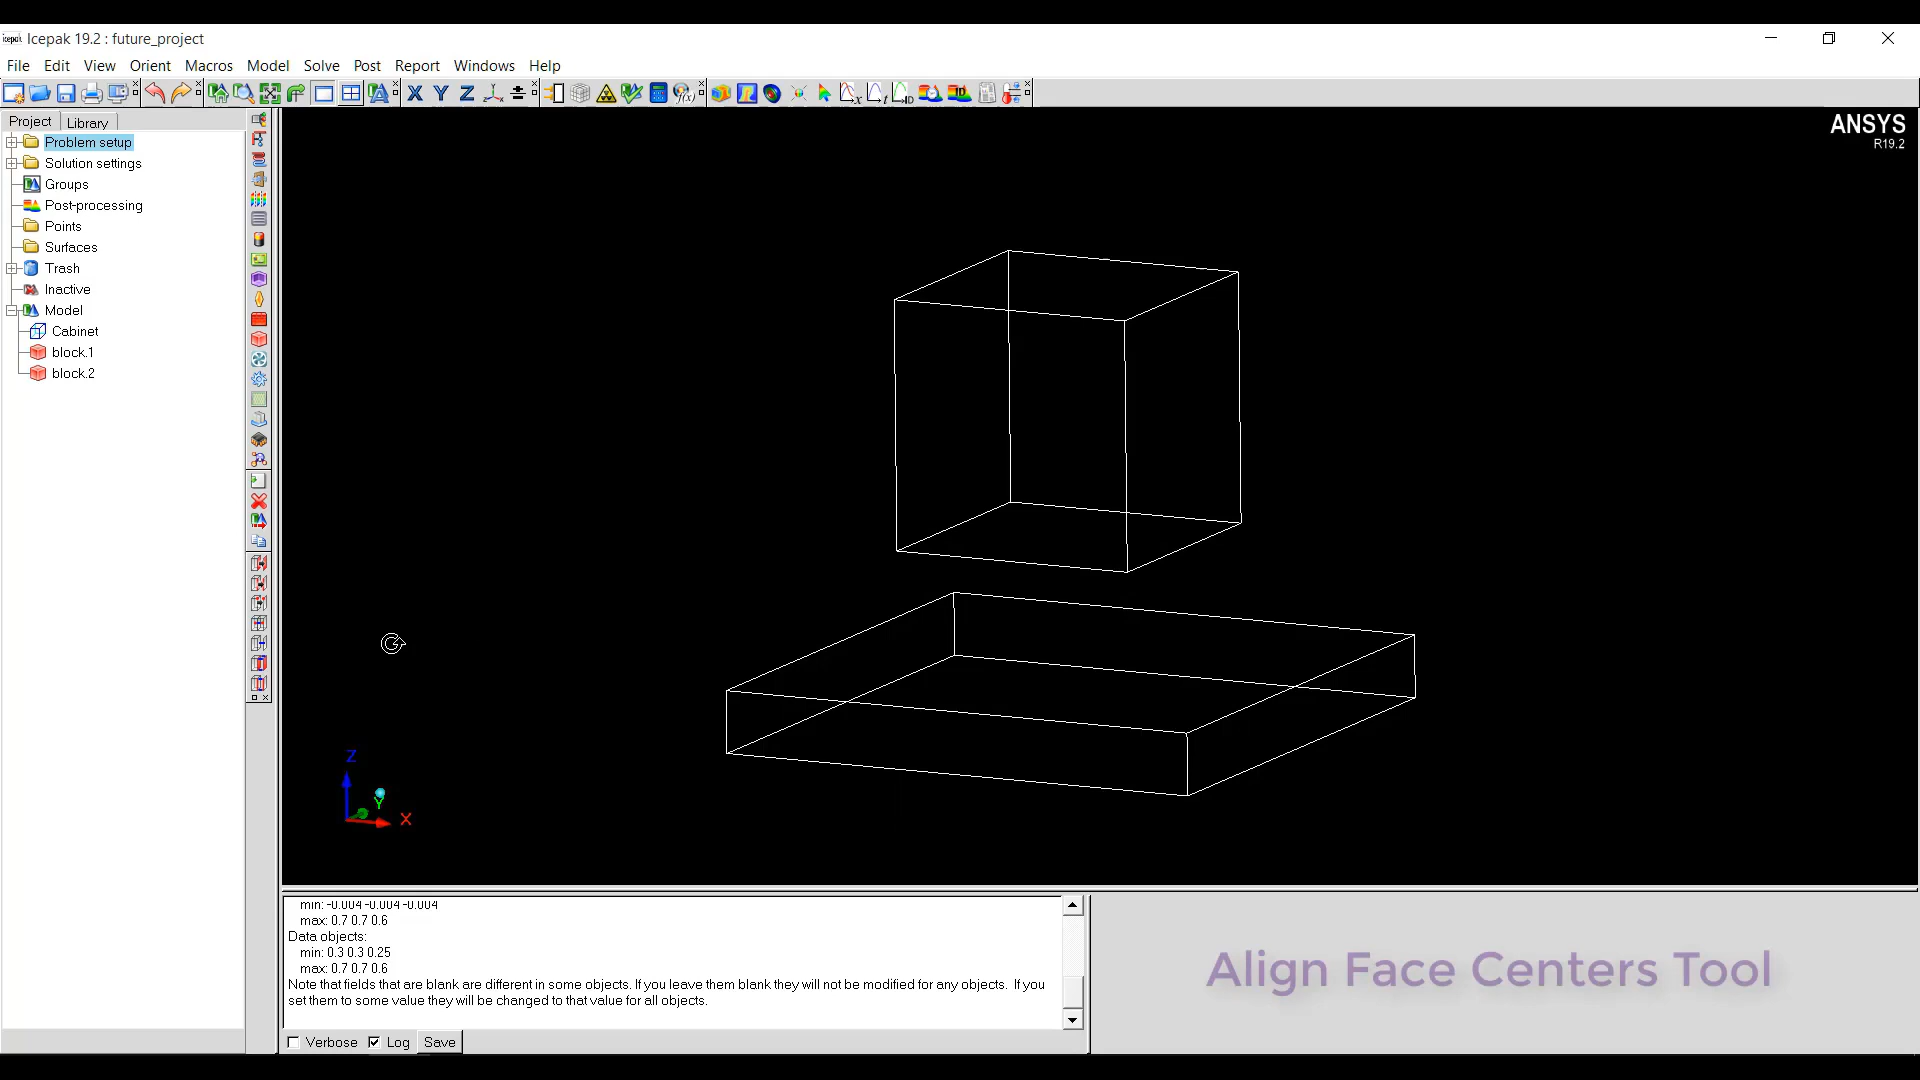 Icepak 19.2 : future_project
File Edit View Orient Macros Model Solve Post Report Windows Help
Project Library
Problem setup
Solution settings
Groups
Post-processing
Points
Surfaces
Trash
Inactive
Model
Cabinet
block.1
block.2
ANSYS
R19.2
Z
Y
X
min: -0.004 -0.004 -0.004
max: 0.7 0.7 0.6
Data objects:
min: 0.3 0.3 0.25
max: 0.7 0.7 0.6
Note that fields that are blank are different in some objects. If you leave them blank they will not be modified for any objects. If you
set them to some value they will be changed to that value for all objects.
Verbose Log Save
Align Face Centers Tool